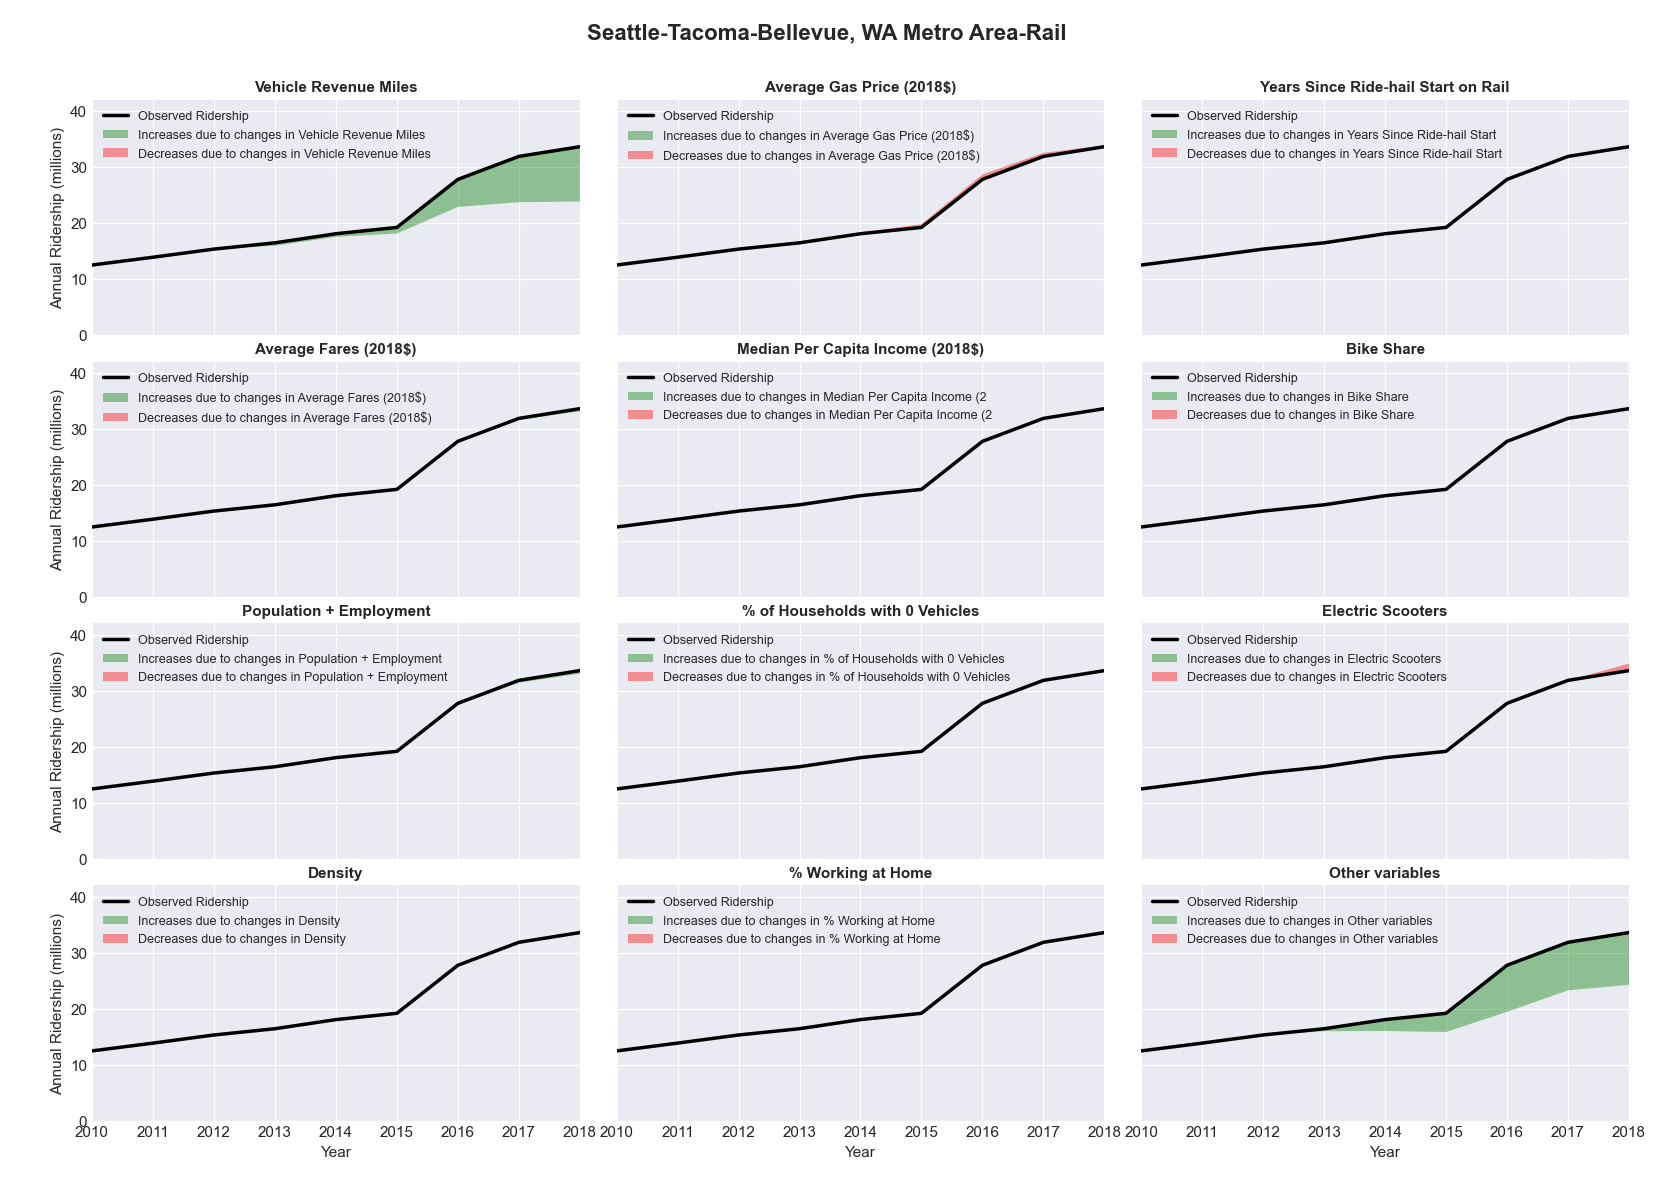 Seattle-Tacoma-Bellevue, WA Metro Area-Rail
Vehicle Revenue Miles
Annual Ridership (millions)
40
30
20
10
0
Observed Ridership
Increases due to changes in Vehicle Revenue Miles
Decreases due to changes in Vehicle Revenue Miles
Average Gas Price (2018$)
Observed Ridership
Increases due to changes in Average Gas Price (2018$)
Decreases due to changes in Average Gas Price (2018$)
Years Since Ride-hail Start on Rail
Observed Ridership
Increases due to changes in Years Since Ride-hail Start
Decreases due to changes in Years Since Ride-hail Start
Average Fares (2018$)
Annual Ridership (millions)
40
30
20
10
0
Observed Ridership
Increases due to changes in Average Fares (2018$)
Decreases due to changes in Average Fares (2018$)
Median Per Capita Income (2018$)
Observed Ridership
Increases due to changes in Median Per Capita Income (2
Decreases due to changes in Median Per Capita Income (2
Bike Share
Observed Ridership
Increases due to changes in Bike Share
Decreases due to changes in Bike Share
Population + Employment
Annual Ridership (millions)
40
30
20
10
0
Observed Ridership
Increases due to changes in Population + Employment
Decreases due to changes in Population + Employment
% of Households with 0 Vehicles
Observed Ridership
Increases due to changes in % of Households with 0 Vehicles
Decreases due to changes in % of Households with 0 Vehicles
Electric Scooters
Observed Ridership
Increases due to changes in Electric Scooters
Decreases due to changes in Electric Scooters
Density
Annual Ridership (millions)
40
30
20
10
0
Observed Ridership
Increases due to changes in Density
Decreases due to changes in Density
2010 2011 2012 2013 2014 2015 2016 2017 2018
Year
% Working at Home
Observed Ridership
Increases due to changes in % Working at Home
Decreases due to changes in % Working at Home
2010 2011 2012 2013 2014 2015 2016 2017 2018
Year
Other variables
Observed Ridership
Increases due to changes in Other variables
Decreases due to changes in Other variables
2010 2011 2012 2013 2014 2015 2016 2017 2018
Year